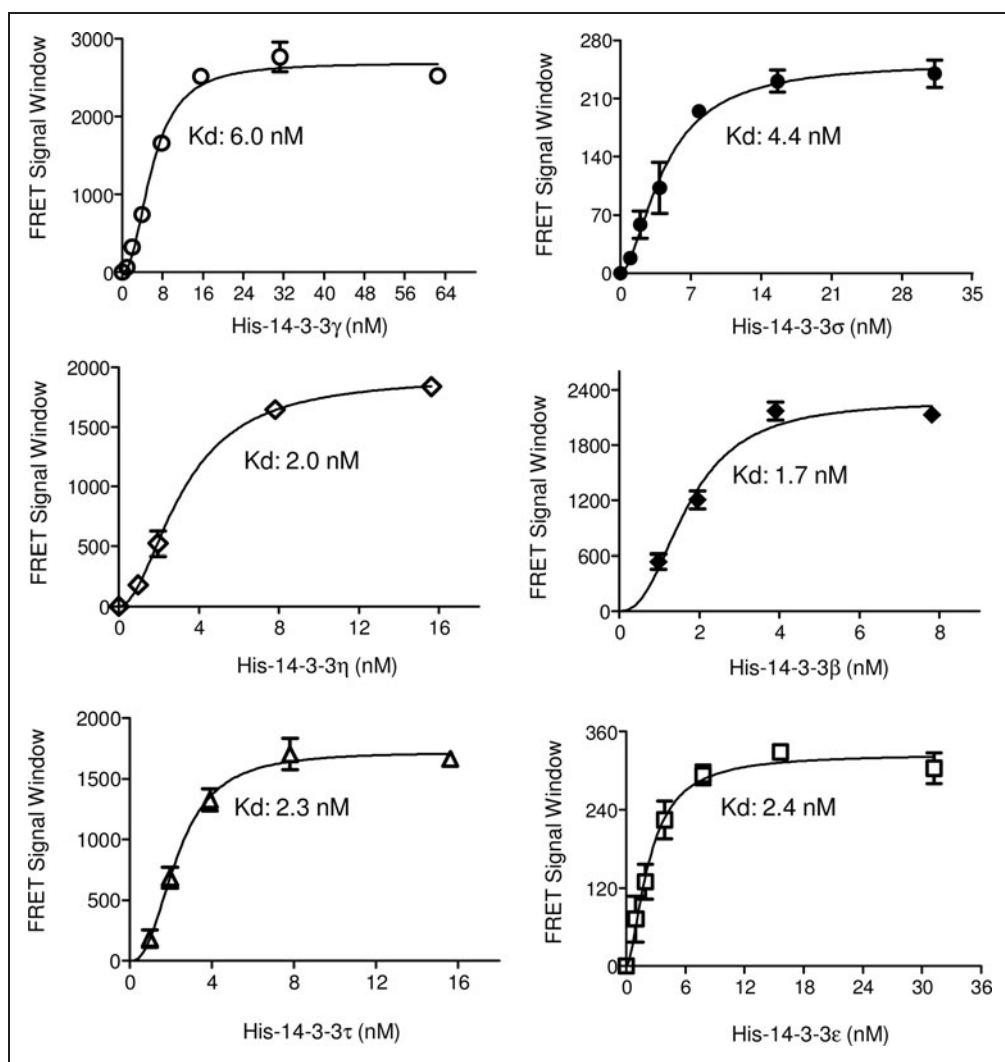 3000
2000
1000
0
FRET Signal Window
Kd: 6.0 nM
0 8 16 24 32 40 48 56 64
His-14-3-3γ (nM)
280
210
140
70
0
FRET Signal Window
Kd: 4.4 nM
0 7 14 21 28 35
His-14-3-3σ (nM)
2000
1500
1000
500
0
FRET Signal Window
Kd: 2.0 nM
0 4 8 12 16
His-14-3-3η (nM)
2400
1800
1200
600
0
FRET Signal Window
Kd: 1.7 nM
0 2 4 6 8
His-14-3-3β (nM)
2000
1500
1000
500
0
FRET Signal Window
Kd: 2.3 nM
0 4 8 12 16
His-14-3-3τ (nM)
360
240
120
0
FRET Signal Window
Kd: 2.4 nM
0 6 12 18 24 30 36
His-14-3-3ε (nM)